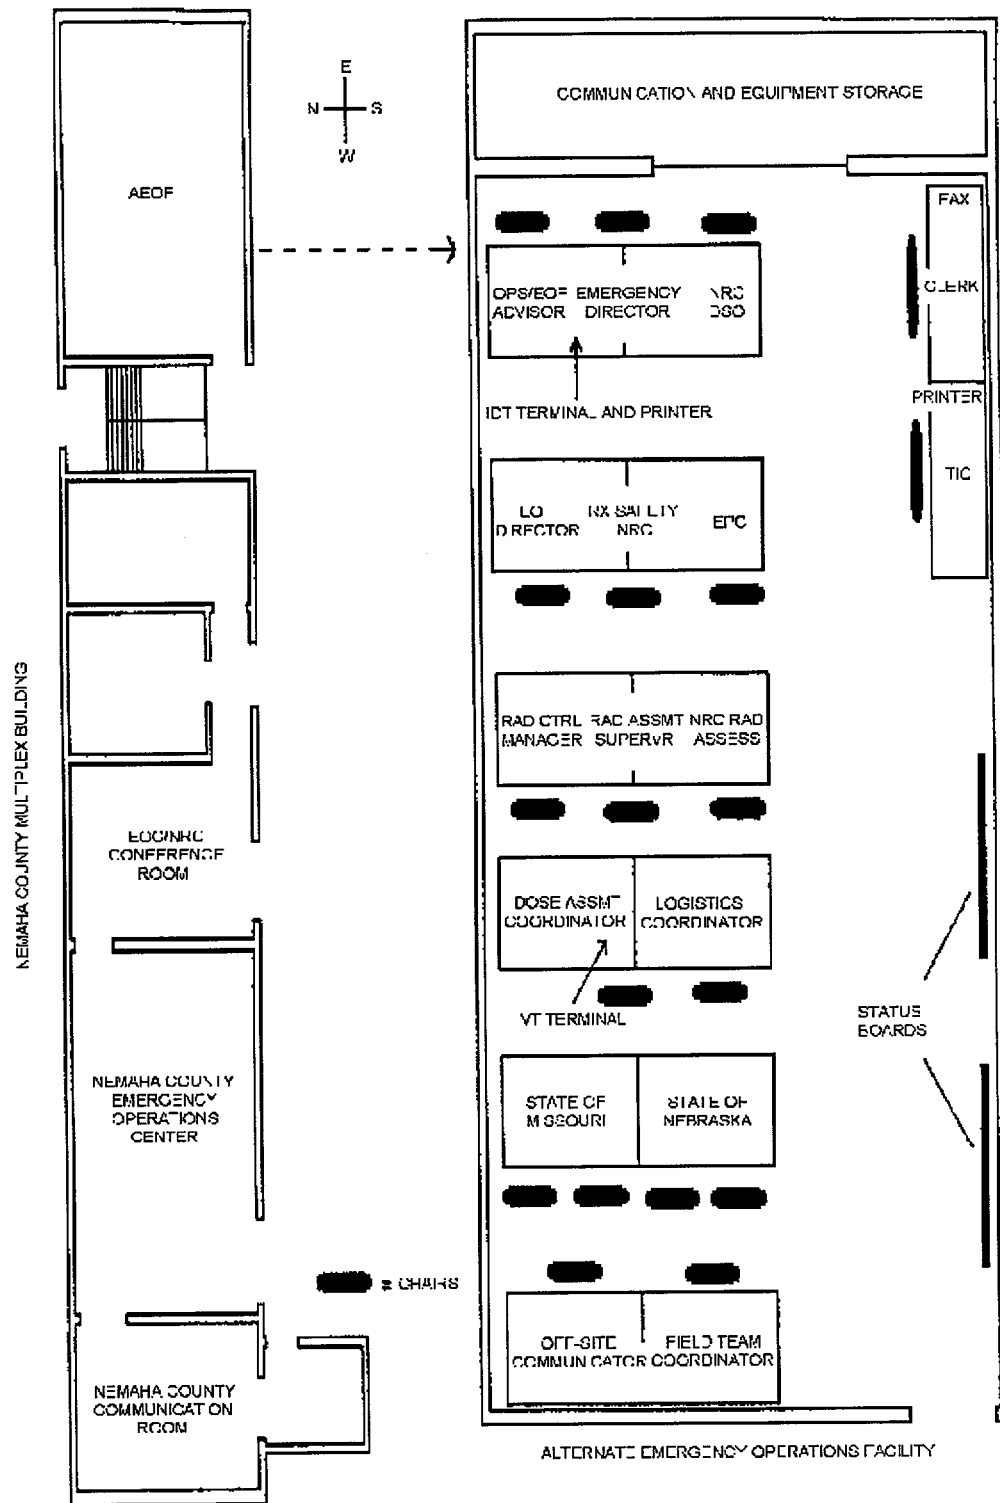 E
N S
W
AEOF
NEMAHA COUNTY MULTIPLEX BUILDING
EOC/NRC
CONFERENCE
ROOM
NEMAHA COUNTY
EMERGENCY
OPERATIONS
CENTER
= CHAIRS
NEMAHA COUNTY
COMMUNICATION
ROOM
COMMUNICATION AND EQUIPMENT STORAGE
FAX
CLERK
PRINTER
TIC
OPS/EOF
ADVISOR
EMERGENCY
DIRECTOR
NRC
DSO
IDT TERMINAL AND PRINTER
DIRECTOR
RX SAFETY
NRC
EPC
RAD CTRL
MANAGER
RAD ASSMT
SUPERVR
NRC RAD
ASSESS
DOSE ASSMT
COORDINATOR
LOGISTICS
COORDINATOR
VT TERMINAL
STATUS
BOARDS
STATE OF
MISSOURI
STATE OF
NEBRASKA
OFF-SITE
COMMUNICATOR
FIELD TEAM
COORDINATOR
ALTERNATE EMERGENCY OPERATIONS FACILITY